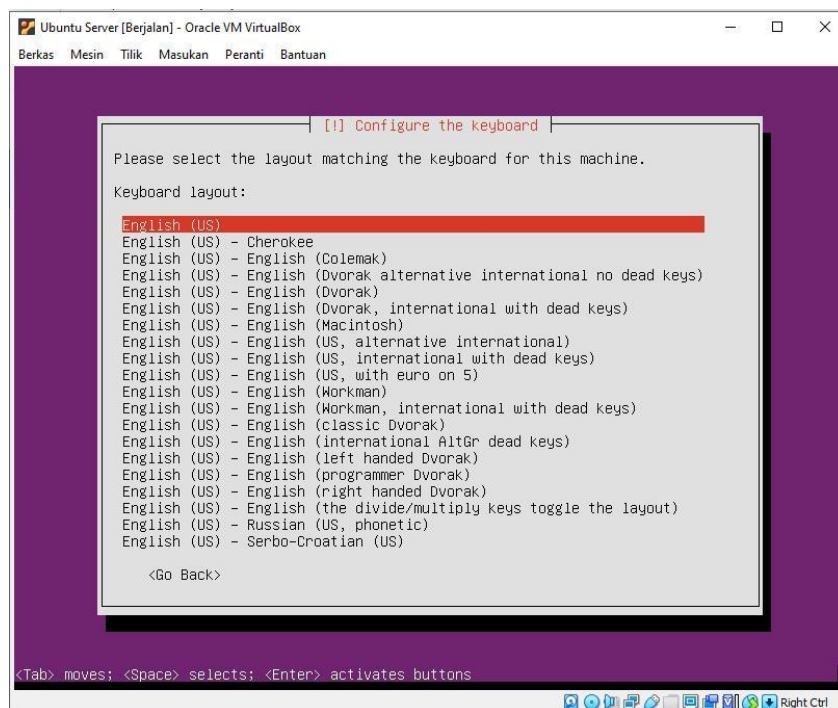 Ubuntu Server [Berjalan] - Oracle VM VirtualBox
Berkas Mesin Tilik Masukan Peranti Bantuan
[!] Configure the keyboard
Please select the layout matching the keyboard for this machine.
Keyboard layout:
English (US)
English (US) - Cherokee
English (US) - English (Colemak)
English (US) - English (Dvorak alternative international no dead keys)
English (US) - English (Dvorak)
English (US) - English (Dvorak, international with dead keys)
English (US) - English (Macintosh)
English (US) - English (US, alternative international)
English (US) - English (US, international with dead keys)
English (US) - English (US, with euro on 5)
English (US) - English (Workman)
English (US) - English (Workman, international with dead keys)
English (US) - English (classic Dvorak)
English (US) - English (international AltGr dead keys)
English (US) - English (left handed Dvorak)
English (US) - English (programmer Dvorak)
English (US) - English (right handed Dvorak)
English (US) - English (the divide/multiply keys toggle the layout)
English (US) - Russian (US, phonetic)
English (US) - Serbo-Croatian (US)
<Go Back>
<Tab> moves; <Space> selects; <Enter> activates buttons
Right Ctrl